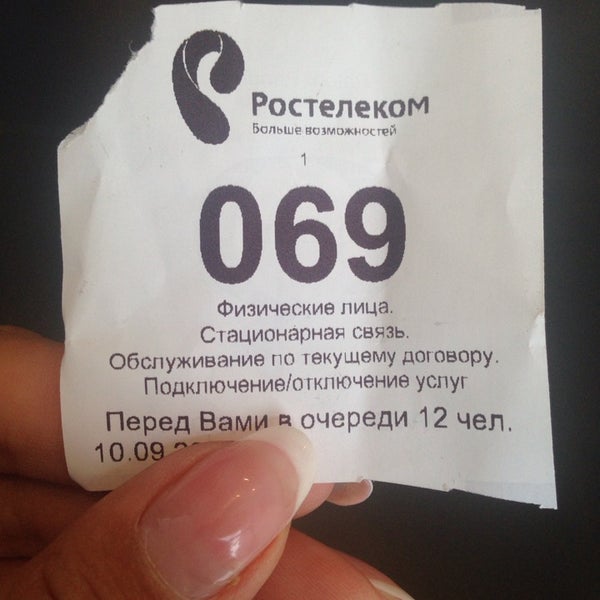 Ростелеком
Больше возможностей
1
069
Физические лица.
Стационарная связь.
Обслуживание по текущему договору.
Подключение/отключение услуг
Перед Вами в очереди 12 чел.
10.09